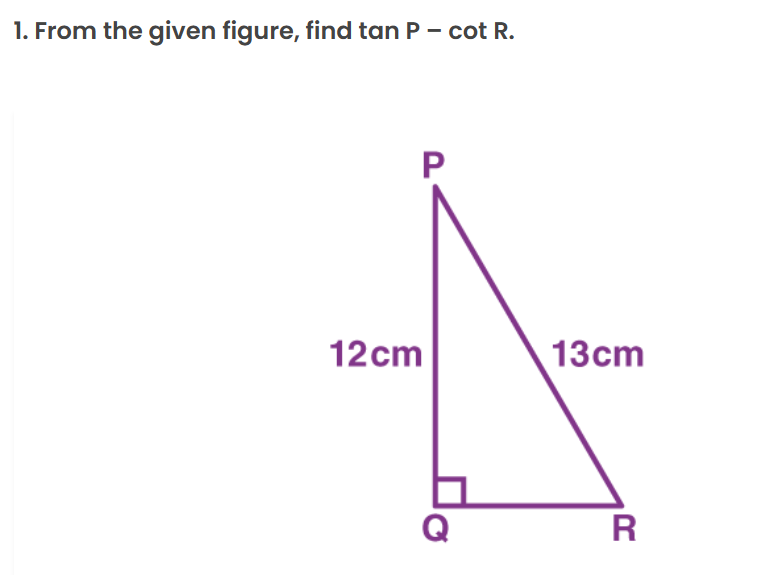 1. From the given figure, find tan P – cot R.
P
12cm
13cm
Q
R